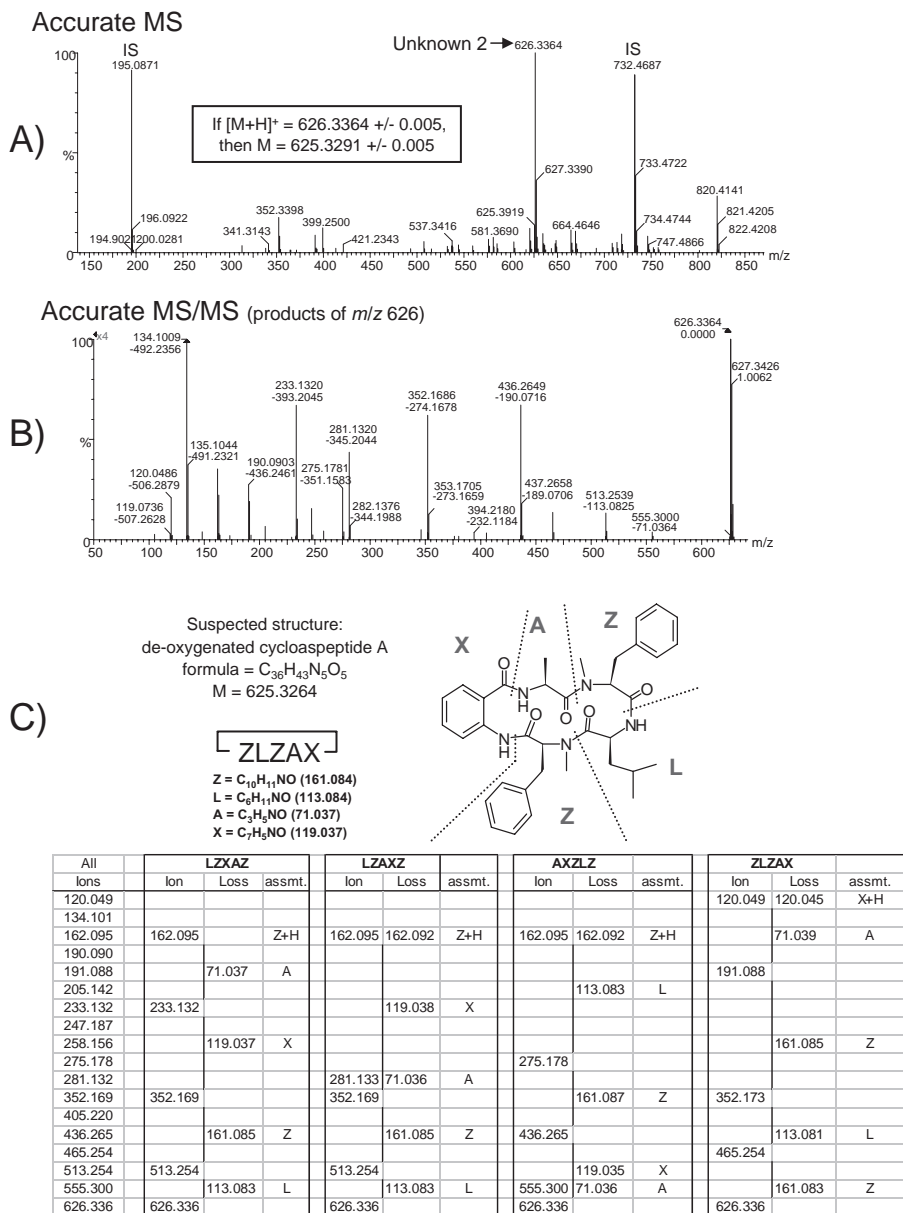 Accurate MS
A)
IS
195.0871
Unknown 2
626.3364
IS
732.4687
If [M+H]+ = 626.3364 +/- 0.005,
then M = 625.3291 +/- 0.005
100
%
0
196.0922
194.9021
200.0281
341.3143
352.3398
399.2500
421.2343
537.3416
581.3690
625.3919
627.3390
664.4646
733.4722
734.4744
747.4866
820.4141
821.4205
822.4208
150 200 250 300 350 400 450 500 550 600 650 700 750 800 850 m/z
Accurate MS/MS (products of m/z 626)
B)
100
x4
%
0
134.1009
-492.2356
135.1044
-491.2321
120.0486
-506.2879
119.0736
-507.2628
190.0903
-436.2461
233.1320
-393.2045
275.1781
-351.1583
281.1320
-345.2044
282.1376
-344.1988
352.1686
-274.1678
353.1705
-273.1659
394.2180
-232.1184
436.2649
-190.0716
437.2658
-189.0706
513.2539
-113.0825
555.3000
-71.0364
626.3364
0.0000
627.3426
1.0062
50 100 150 200 250 300 350 400 450 500 550 600 m/z
C)
Suspected structure:
de-oxygenated cycloaspeptide A
formula = C36H43N5O5
M = 625.3264
ZLZAX
Z = C10H11NO (161.084)
L = C6H11NO (113.084)
A = C3H5NO (71.037)
X = C7H5NO (119.037)
X A Z
O N H O N O
O O NH
N H O N
L
Z
All LZXAZ LZAXZ AXZLZ ZLZAX
Ions Ion Loss assmt. Ion Loss assmt. Ion Loss assmt. Ion Loss assmt.
120.049 120.049 120.045 X+H
134.101
162.095 162.095 Z+H 162.095 162.092 Z+H 162.095 162.092 Z+H 71.039 A
190.090
191.088 71.037 A 191.088
205.142 113.083 L
233.132 233.132 119.038 X
247.187
258.156 119.037 X 161.085 Z
275.178 275.178
281.132 281.133 71.036 A
352.169 352.169 352.169 161.087 Z 352.173
405.220
436.265 161.085 Z 161.085 Z 436.265 113.081 L
465.254 465.254
513.254 513.254 513.254 119.035 X
555.300 113.083 L 113.083 L 555.300 71.036 A 161.083 Z
626.336 626.336 626.336 626.336 626.336